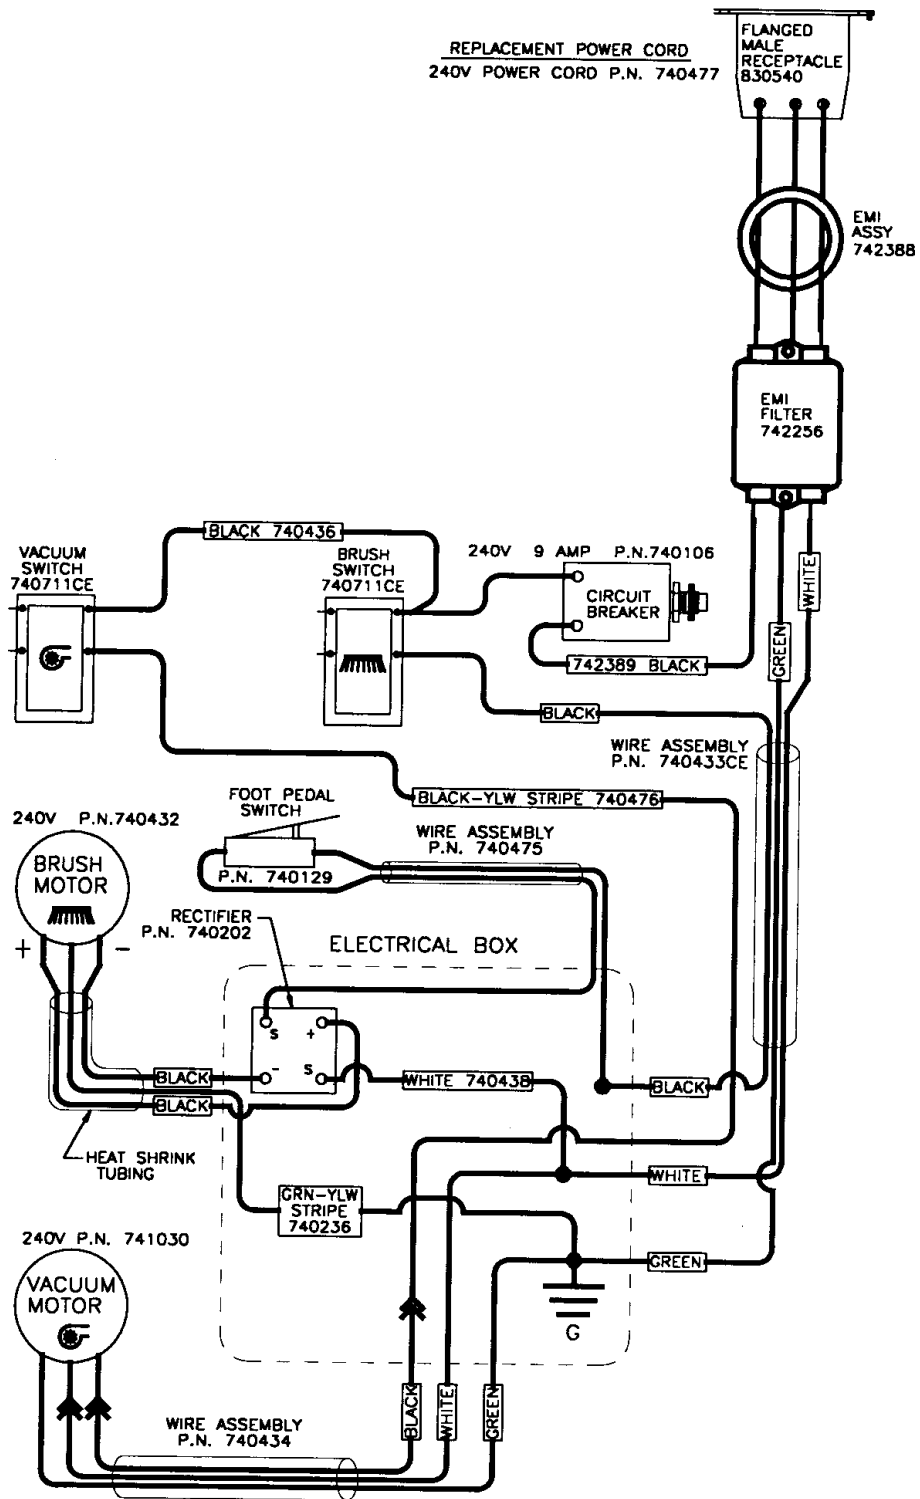 REPLACEMENT POWER CORD
240V POWER CORD P.N. 740477
FLANGED
MALE
RECEPTACLE
830540
EMI
ASSY
742388
EMI
FILTER
742256
BLACK 740436
VACUUM
SWITCH
740711CE
BRUSH
SWITCH
740711CE
240V 9 AMP P.N.740106
CIRCUIT
BREAKER
WHITE
GREEN
742389 BLACK
BLACK
WIRE ASSEMBLY
P.N. 740433CE
BLACK-YLW STRIPE 740476
FOOT PEDAL
SWITCH
P.N. 740129
WIRE ASSEMBLY
P.N. 740475
240V P.N.740432
BRUSH
MOTOR
+ -
RECTIFIER
P.N. 740202
ELECTRICAL BOX
S +
- S
BLACK
WHITE 740438
BLACK
BLACK
HEAT SHRINK
TUBING
WHITE
GRN-YLW
STRIPE
740236
GREEN
G
240V P.N. 741030
VACUUM
MOTOR
BLACK
WHITE
GREEN
WIRE ASSEMBLY
P.N. 740434